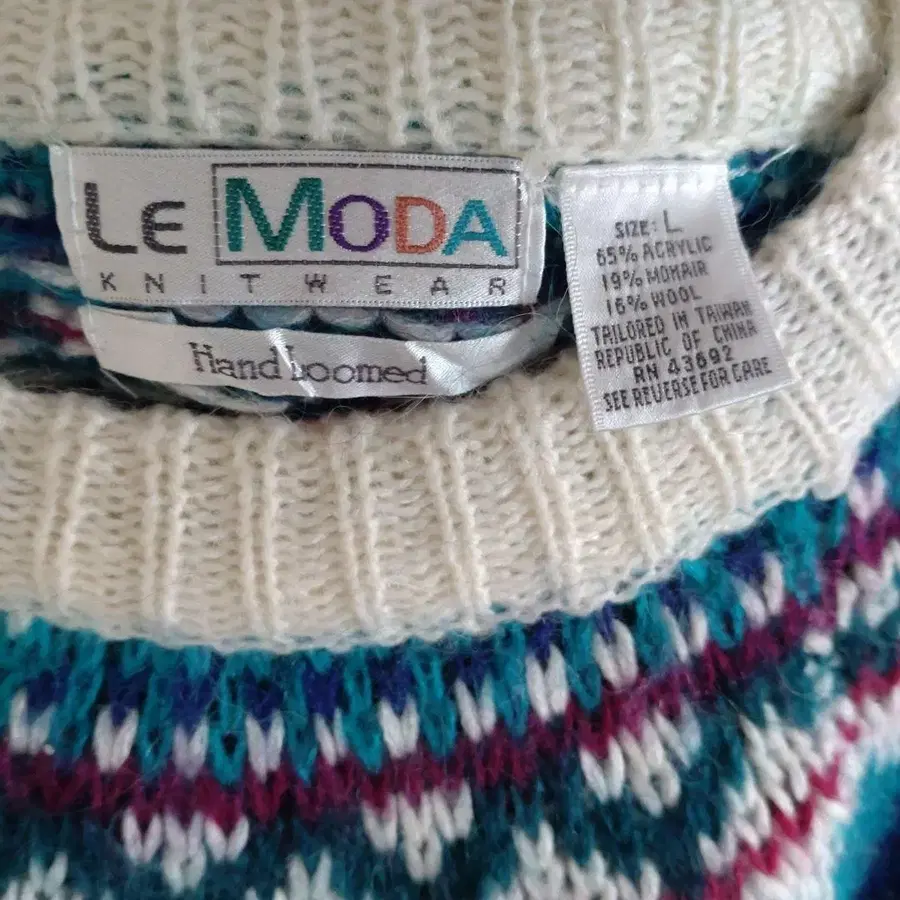 LE MODA
KNITWEAR
Hand Loomed
SIZE: L
65% ACRYLIC
19% MOHAIR
16% WOOL
TAILORED IN TAIWAN
REPUBLIC OF CHINA
RN 43692
SEE REVERSE FOR CARE